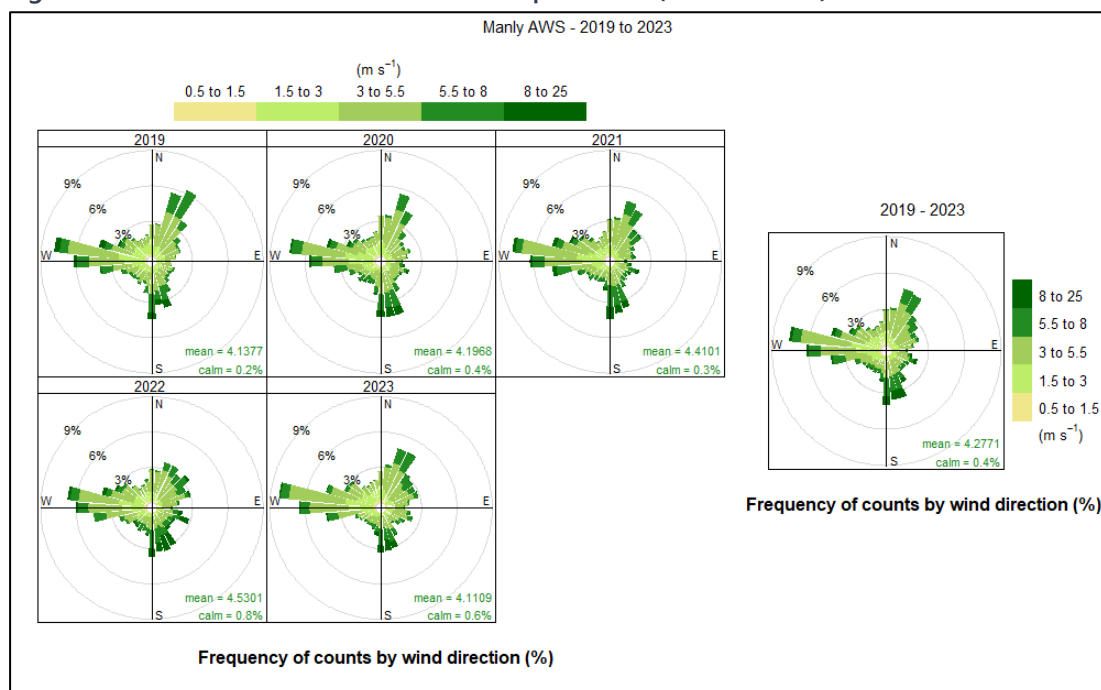 Manly AWS - 2019 to 2023
(m s⁻¹)
0.5 to 1.5 1.5 to 3 3 to 5.5 5.5 to 8 8 to 25
2019 2020 2021
N
9%
6%
3%
W E
S
mean = 4.1377
calm = 0.2%
N
9%
6%
3%
W E
S
mean = 4.1968
calm = 0.4%
N
9%
6%
3%
W E
S
mean = 4.4101
calm = 0.3%
2022 2023
N
9%
6%
3%
W E
S
mean = 4.5301
calm = 0.8%
N
9%
6%
3%
W E
S
mean = 4.1109
calm = 0.6%
Frequency of counts by wind direction (%)
2019 - 2023
N
9%
6%
3%
W E
S
mean = 4.2771
calm = 0.4%
8 to 25
5.5 to 8
3 to 5.5
1.5 to 3
0.5 to 1.5
(m s⁻¹)
Frequency of counts by wind direction (%)